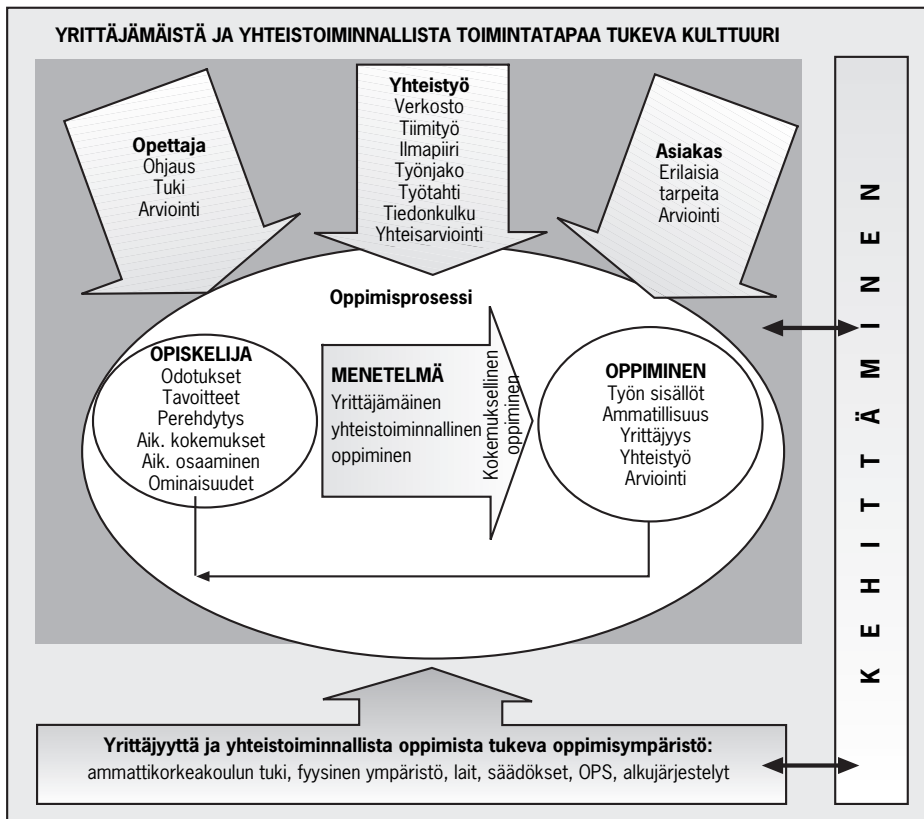 YRITTÄJÄMÄISTÄ JA YHTEISTOIMINNALLISTA TOIMINTATAPAA TUKEVA KULTTUURI
Opettaja
Ohjaus
Tuki
Arviointi
Yhteistyö
Verkosto
Tiimityö
Ilmapiiri
Työnjako
Työtahti
Tiedonkulku
Yhteisarviointi
Asiakas
Erilaisia
tarpeita
Arviointi
Oppimisprosessi
OPISKELIJA
Odotukset
Tavoitteet
Perehdytys
Aik. kokemukset
Aik. osaaminen
Ominaisuudet
MENETELMÄ
Yrittäjämäinen
yhteistoiminnallinen
oppiminen
Kokemuksellinen
oppiminen
OPPIMINEN
Työn sisällöt
Ammatillisuus
Yrittäjyys
Yhteistyö
Arviointi
KEHITTÄMINEN
Yrittäjyyttä ja yhteistoiminnallista oppimista tukeva oppimisympäristö:
ammattikorkeakoulun tuki, fyysinen ympäristö, lait, säädökset, OPS, alkujärjestelyt